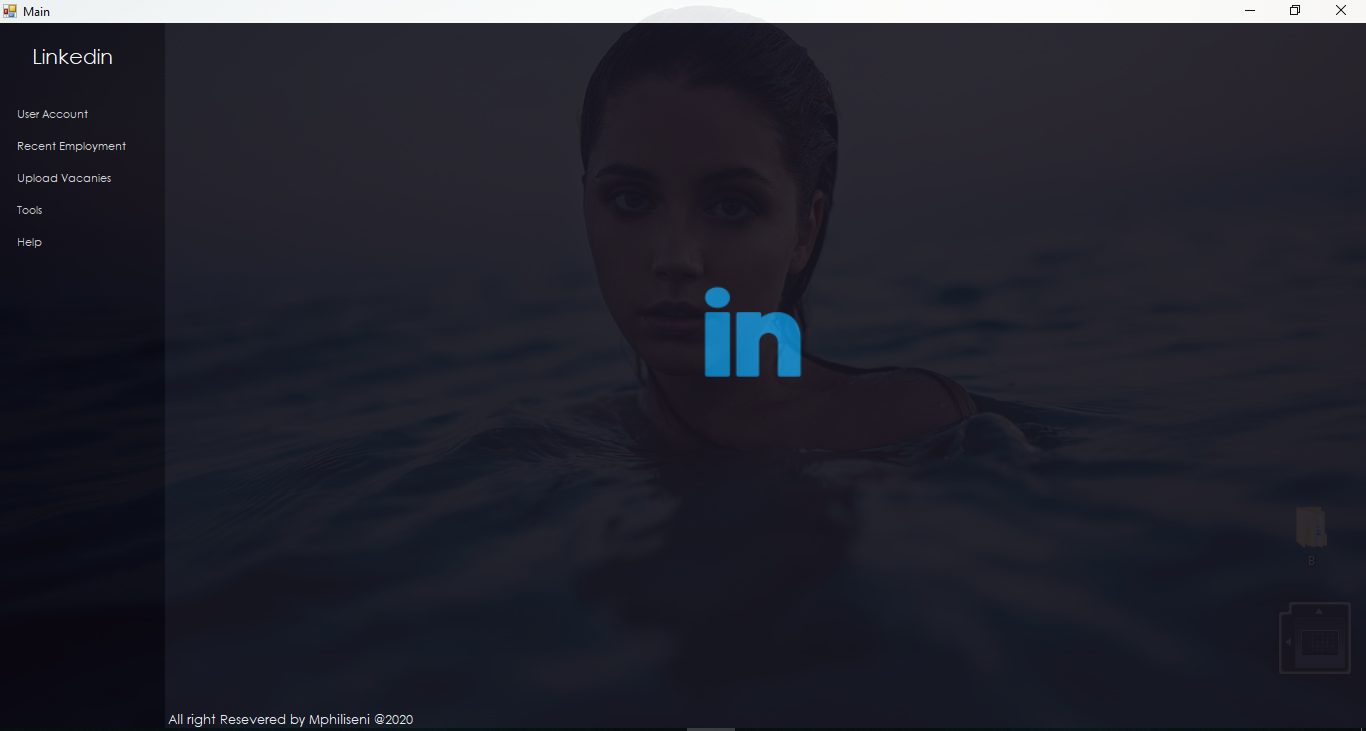 Main
Linkedin
User Account
Recent Employment
Upload Vacanies
Tools
Help
in
B
All right Resevered by Mphiliseni @2020